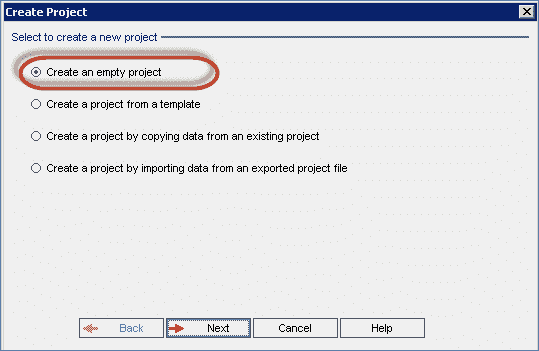 Create Project
Select to create a new project
Create an empty project
Create a project from a template
Create a project by copying data from an existing project
Create a project by importing data from an exported project file
Back Next Cancel Help